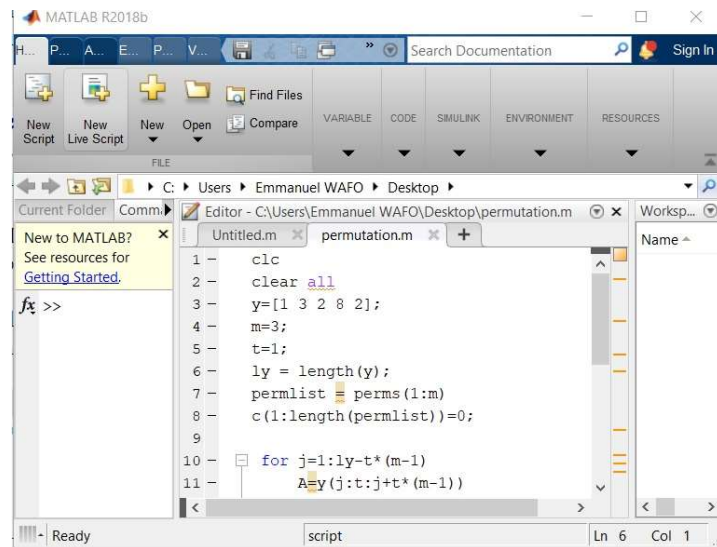 MATLAB R2018b
H... P... A... E... P... V... » Search Documentation Sign In
New Script
New Live Script
New
Open
Find Files
Compare
VARIABLE CODE SIMULINK ENVIRONMENT RESOURCES
FILE
C: Users Emmanuel WAFO Desktop
Current Folder Comma
New to MATLAB?
See resources for
Getting Started.
fx >>
Editor - C:\Users\Emmanuel WAFO\Desktop\permutation.m
Untitled.m permutation.m +
1 - clc
2 - clear all
3 - y=[1 3 2 8 2];
4 - m=3;
5 - t=1;
6 - ly = length(y);
7 - permlist = perms(1:m)
8 - c(1:length(permlist))=0;
9
10 - for j=1:ly-t*(m-1)
11 - A=y(j:t:j+t*(m-1))
Worksp...
Name
Ready script Ln 6 Col 1